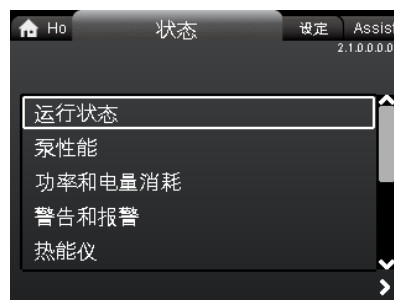 Ho 状态 设定 Assist
2.1.0.0.0.0
运行状态
泵性能
功率和电量消耗
警告和报警
热能仪